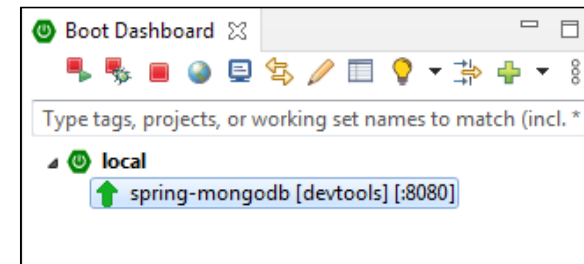 Boot Dashboard
Type tags, projects, or working set names to match (incl. *
local
spring-mongodb [devtools] [:8080]